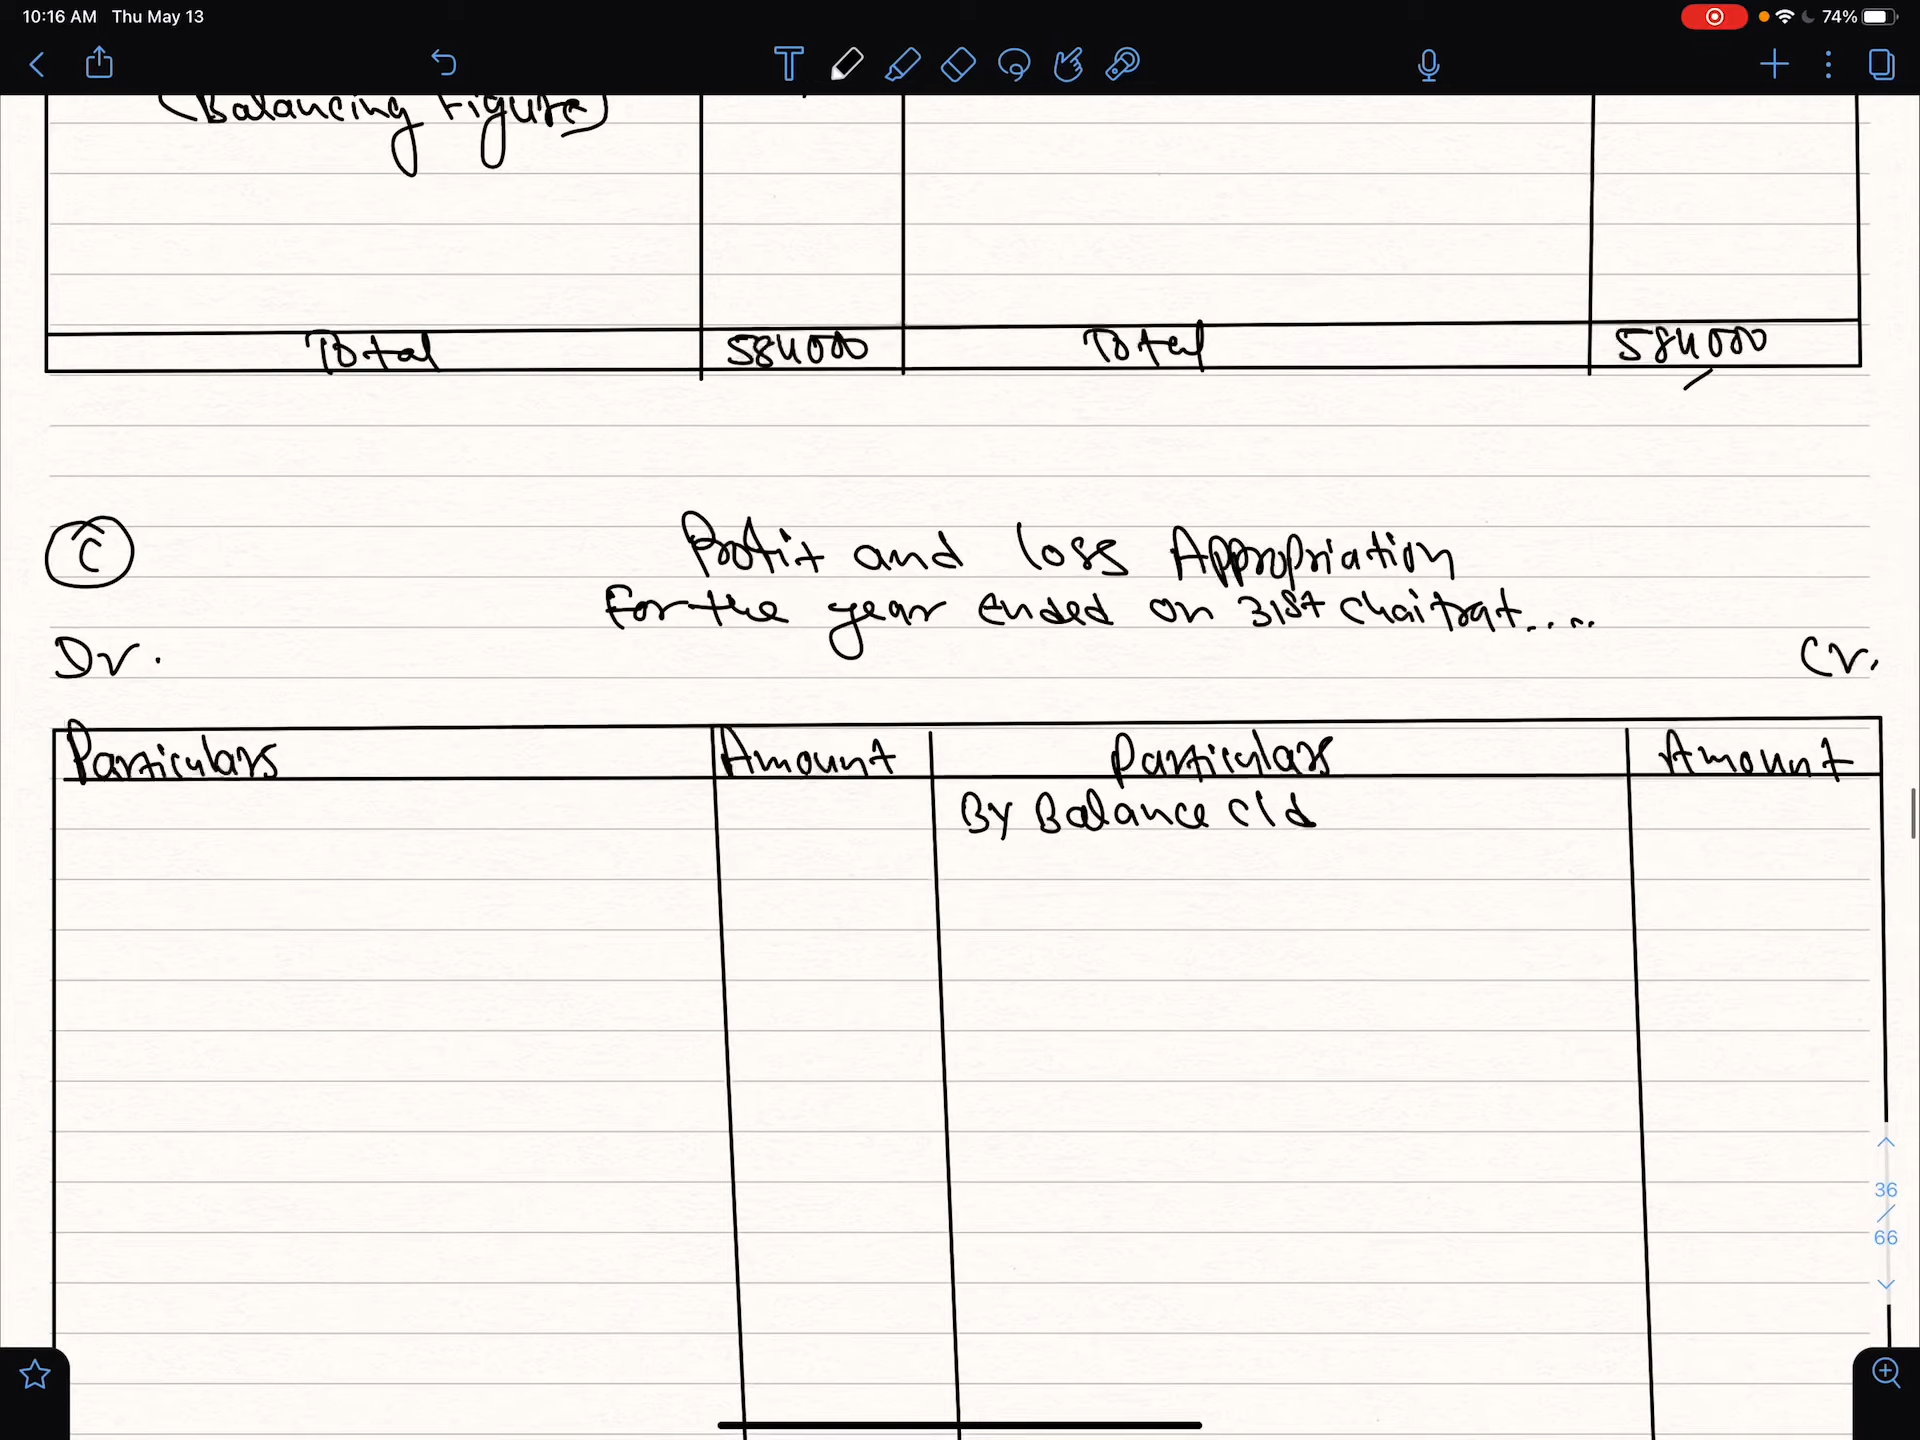 10:16 AM Thu May 13
74%
(Balancing Figure)
Total 584000 Total 584000
C Profit and loss Appropriation
For the year ended on 31st chaitrat.....
Dr. Cr.
Particulars Amount Particulars Amount
By Balance c/d
36
/
66